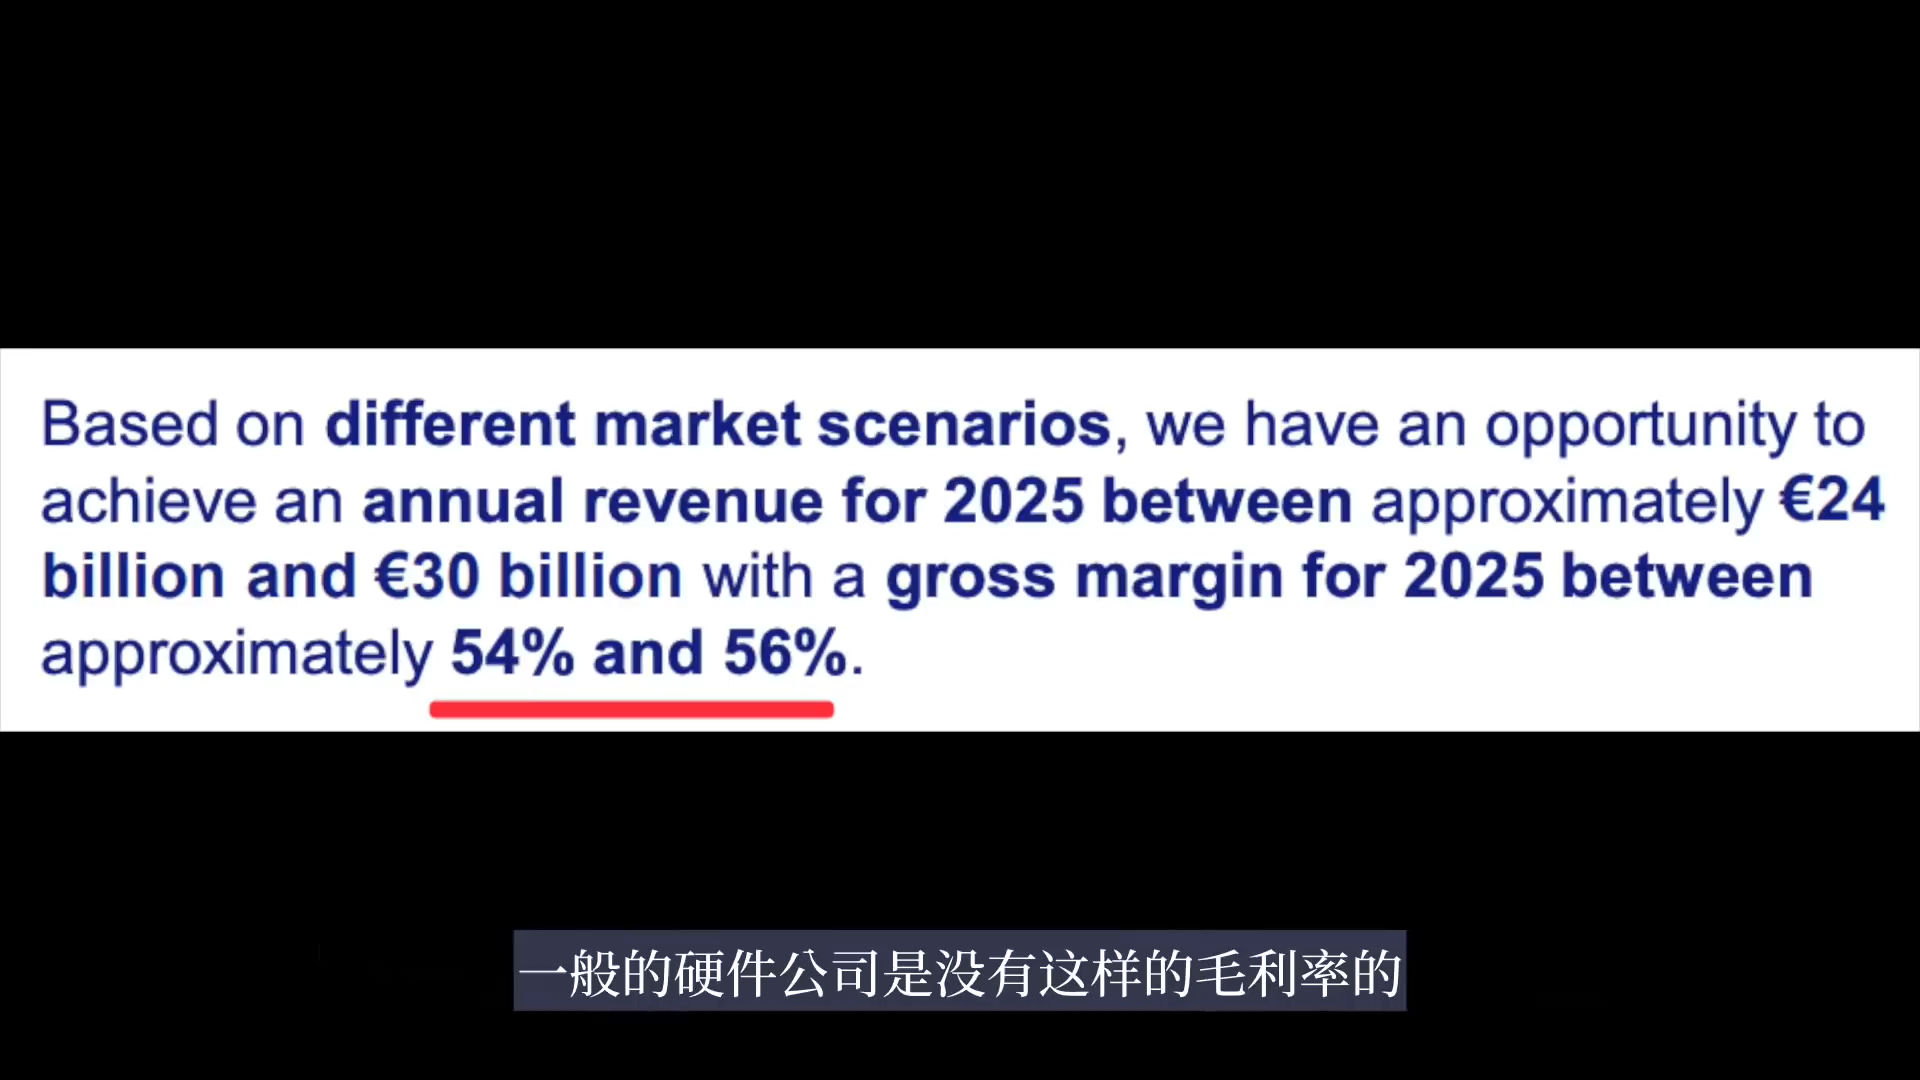 Based on different market scenarios, we have an opportunity to
achieve an annual revenue for 2025 between approximately €24
billion and €30 billion with a gross margin for 2025 between
approximately 54% and 56%.
一般的硬件公司是没有这样的毛利率的